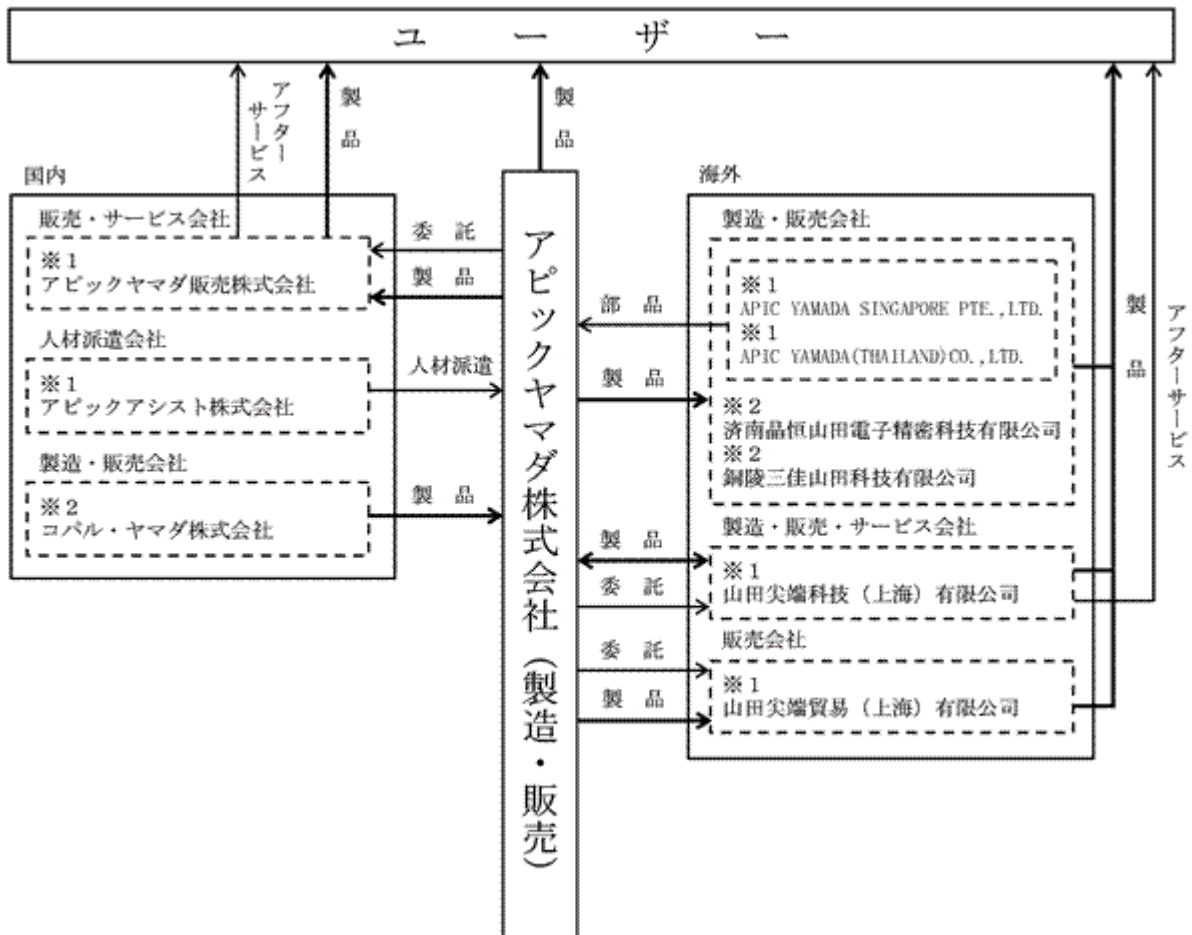 ユーザー
アフターサービス
製品
製品
製品
アフターサービス
国内
販売・サービス会社
※1
アピックヤマダ販売株式会社
人材派遣会社
※1
アピックアシスト株式会社
製造・販売会社
※2
コパル・ヤマダ株式会社
委託
製品
人材派遣
製品
アピックヤマダ株式会社(製造・販売)
部品
製品
製品
委託
委託
製品
海外
製造・販売会社
※1
APIC YAMADA SINGAPORE PTE.,LTD.
※1
APIC YAMADA(THAILAND)CO.,LTD.
※2
済南晶恒山田電子精密科技有限公司
※2
銅陵三佳山田科技有限公司
製造・販売・サービス会社
※1
山田尖端科技(上海)有限公司
販売会社
※1
山田尖端貿易(上海)有限公司